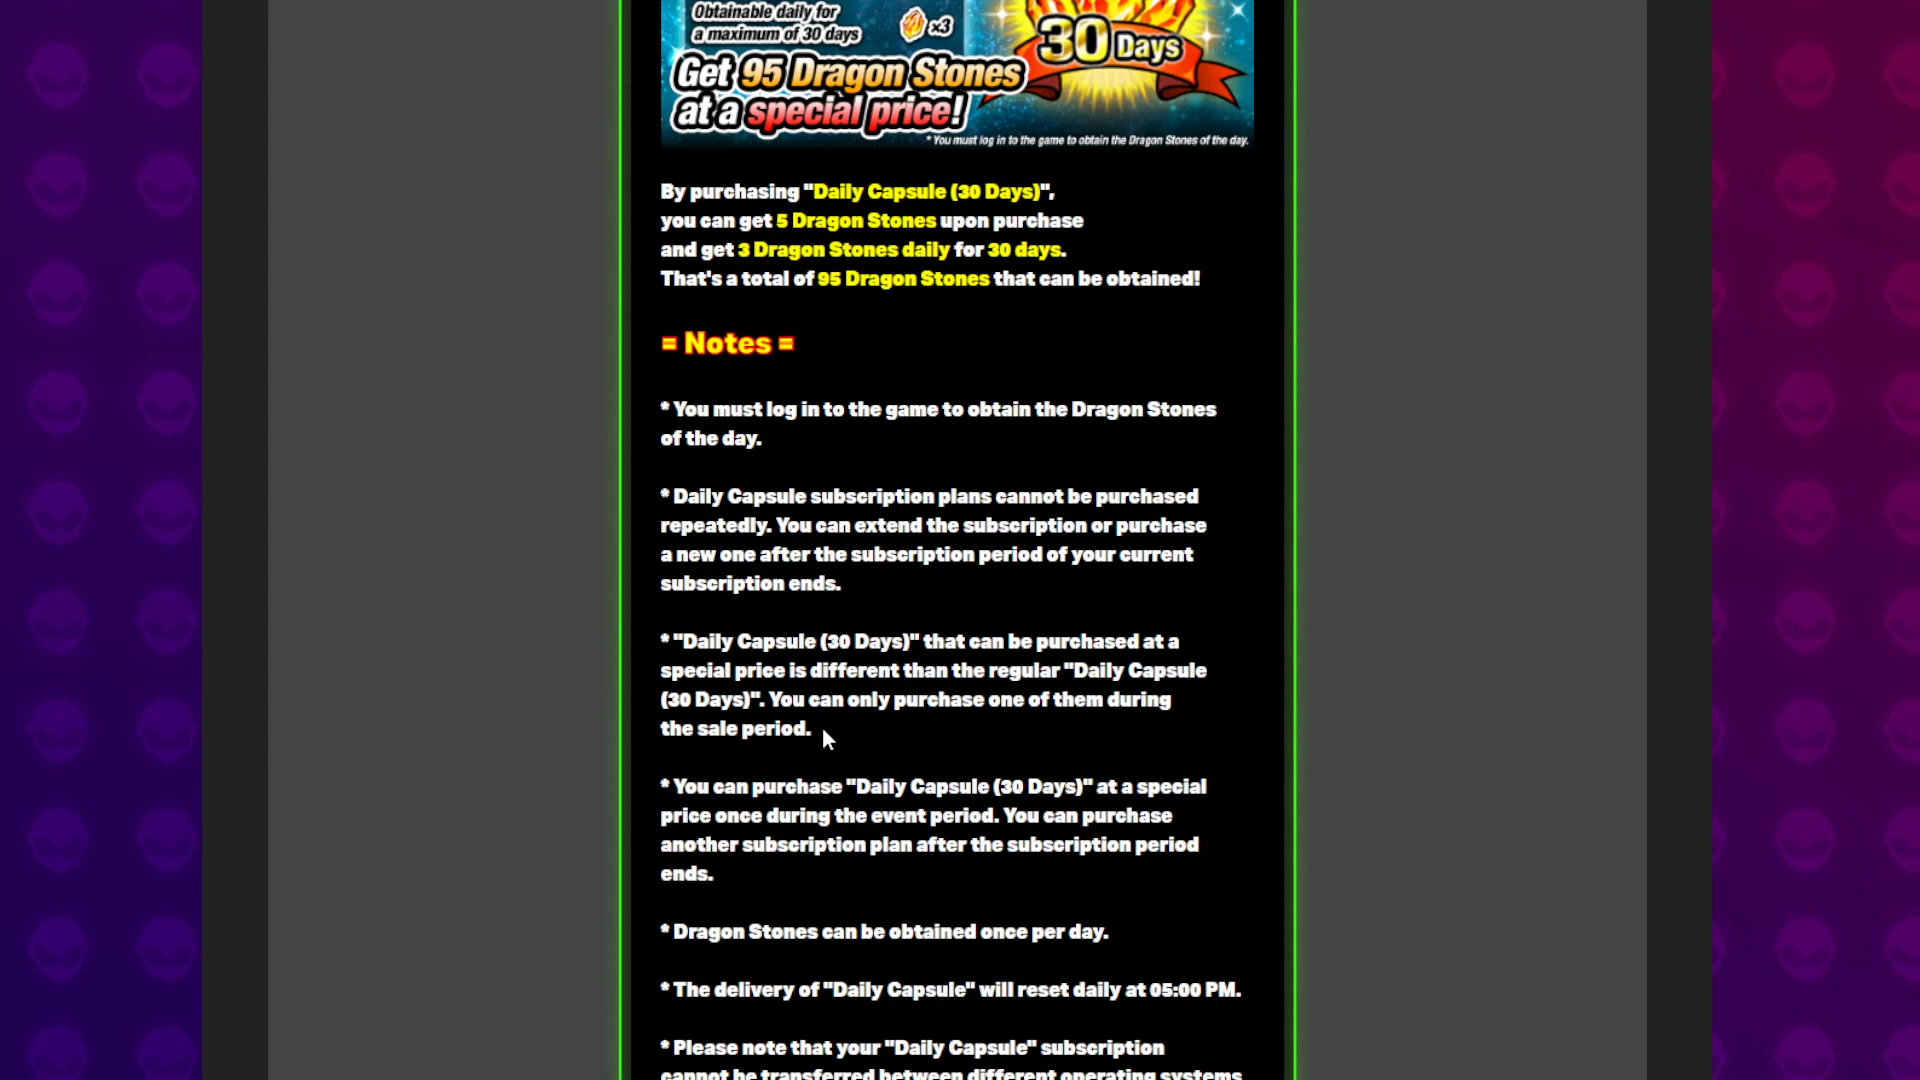 Obtainable daily for
a maximum of 30 days
x3
30 Days
Get 95 Dragon Stones
at a special price!
* You must log in to the game to obtain the Dragon Stones of the day.
By purchasing "Daily Capsule (30 Days)",
you can get 5 Dragon Stones upon purchase
and get 3 Dragon Stones daily for 30 days.
That's a total of 95 Dragon Stones that can be obtained!
= Notes =
* You must log in to the game to obtain the Dragon Stones
of the day.
* Daily Capsule subscription plans cannot be purchased
repeatedly. You can extend the subscription or purchase
a new one after the subscription period of your current
subscription ends.
* "Daily Capsule (30 Days)" that can be purchased at a
special price is different than the regular "Daily Capsule
(30 Days)". You can only purchase one of them during
the sale period.
* You can purchase "Daily Capsule (30 Days)" at a special
price once during the event period. You can purchase
another subscription plan after the subscription period
ends.
* Dragon Stones can be obtained once per day.
* The delivery of "Daily Capsule" will reset daily at 05:00 PM.
* Please note that your "Daily Capsule" subscription
cannot be transferred between different operating systems